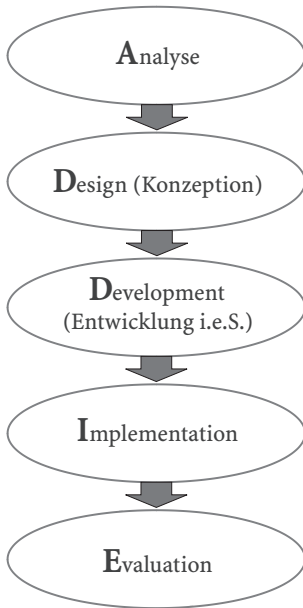 Analyse
Design (Konzeption)
Development
(Entwicklung i.e.S.)
Implementation
Evaluation